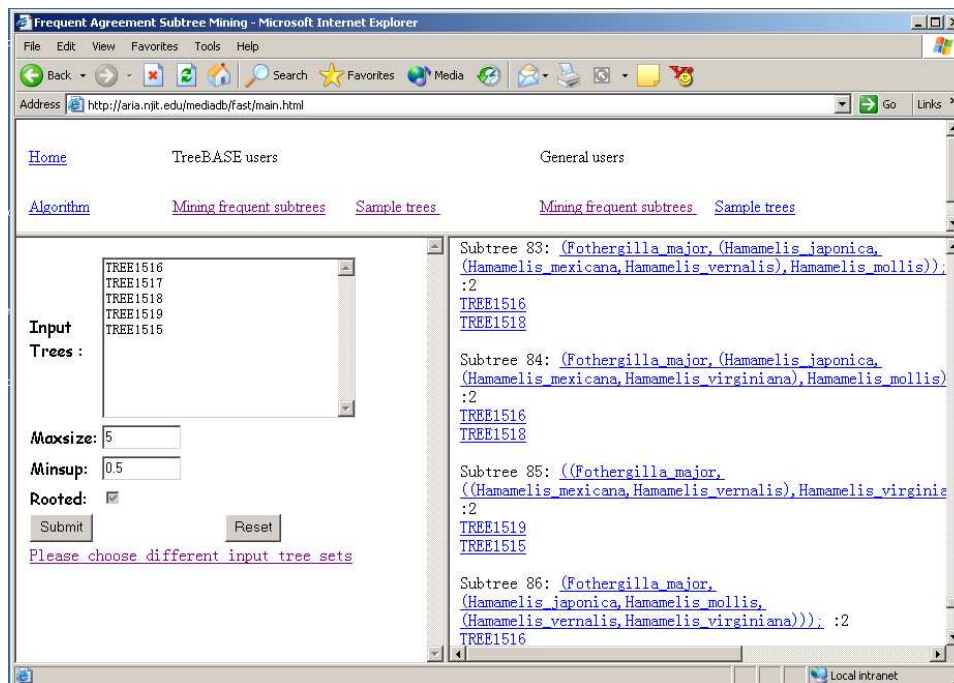 Frequent Agreement Subtree Mining - Microsoft Internet Explorer
File Edit View Favorites Tools Help
Back Search Favorites Media
Address http://aria.njit.edu/mediadb/fast/main.html Go Links
Home TreeBASE users General users
Algorithm Mining frequent subtrees Sample trees Mining frequent subtrees Sample trees
Input Trees :
TREE1516
TREE1517
TREE1518
TREE1519
TREE1515
Maxsize: 5
Minsup: 0.5
Rooted:
Submit Reset
Please choose different input tree sets
Subtree 83: (Fothergilla_major,(Hamamelis_japonica,
(Hamamelis_mexicana,Hamamelis_vernalis),Hamamelis_mollis));
:2
TREE1516
TREE1518
Subtree 84: (Fothergilla_major,(Hamamelis_japonica,
(Hamamelis_mexicana,Hamamelis_virginiana),Hamamelis_mollis)
:2
TREE1516
TREE1518
Subtree 85: ((Fothergilla_major,
((Hamamelis_mexicana,Hamamelis_vernalis),Hamamelis_virginia
:2
TREE1519
TREE1515
Subtree 86: (Fothergilla_major,
(Hamamelis_japonica,Hamamelis_mollis,
(Hamamelis_vernalis,Hamamelis_virginiana))); :2
TREE1516
Local intranet